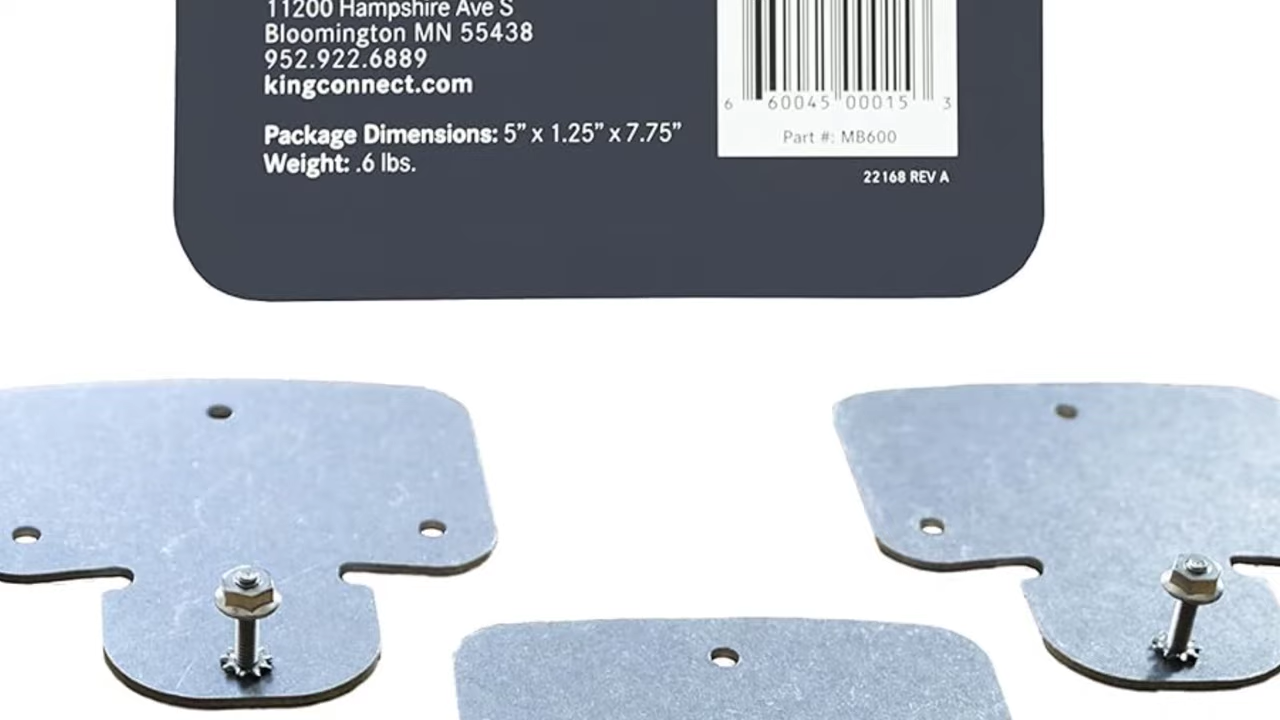 11200 Hampshire Ave S
Bloomington MN 55438
952.922.6889
kingconnect.com
Package Dimensions: 5” x 1.25” x 7.75”
Weight: .6 lbs.
6 60045 00015 3
Part #: MB600
22168 REV A